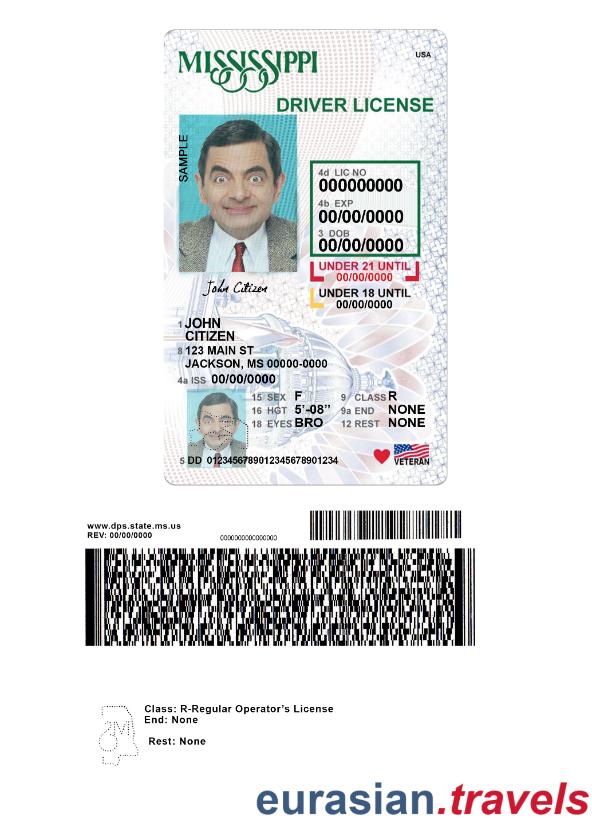 MISSISSIPPI
USA
DRIVER LICENSE
SAMPLE
4d LIC NO
000000000
4b EXP
00/00/0000
3 DOB
00/00/0000
UNDER 21 UNTIL
00/00/0000
UNDER 18 UNTIL
00/00/0000
John Citizen
1 JOHN
CITIZEN
8 123 MAIN ST
JACKSON, MS 00000-0000
4a ISS 00/00/0000
15 SEX F 9 CLASS R
16 HGT 5'-08" 9a END NONE
18 EYES BRO 12 REST NONE
5 DD 0123456789012345678901234
VETERAN
www.dps.state.ms.us
REV: 00/00/0000
0000000000000000
Class: R-Regular Operator's License
End: None
Rest: None
eurasian.travels